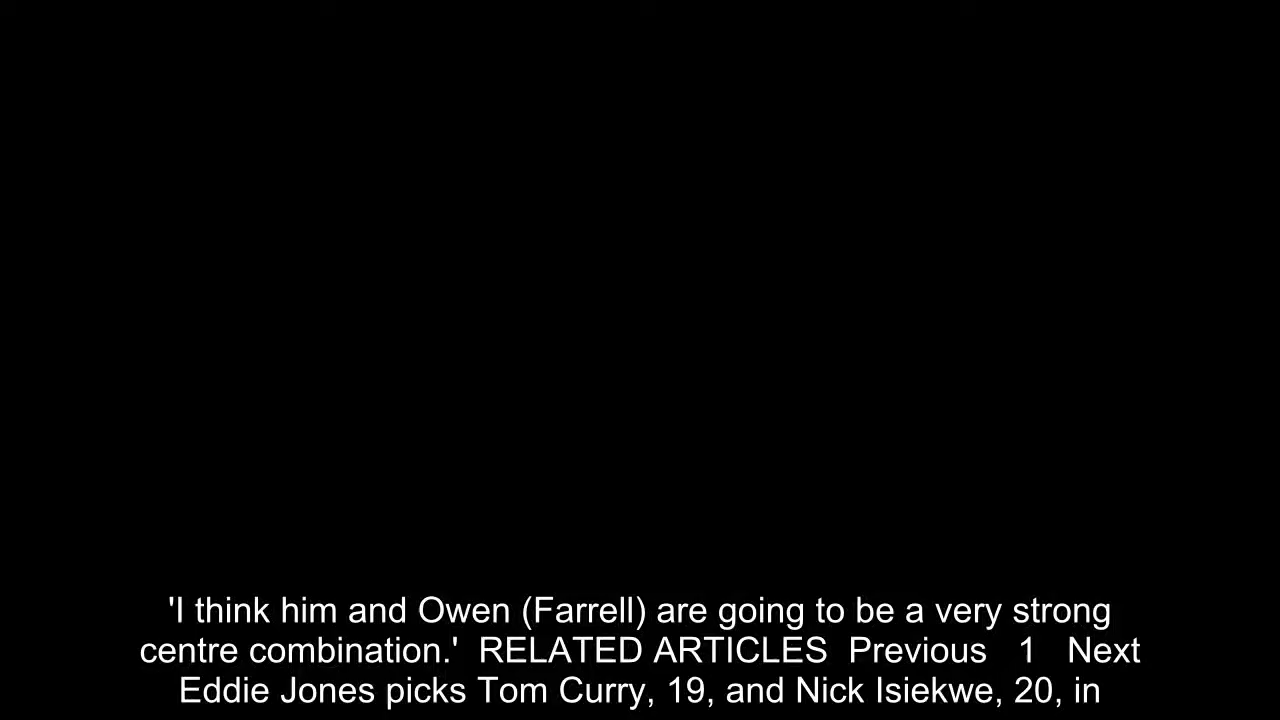 'I think him and Owen (Farrell) are going to be a very strong
centre combination.'  RELATED ARTICLES  Previous   1   Next
Eddie Jones picks Tom Curry, 19, and Nick Isiekwe, 20, in